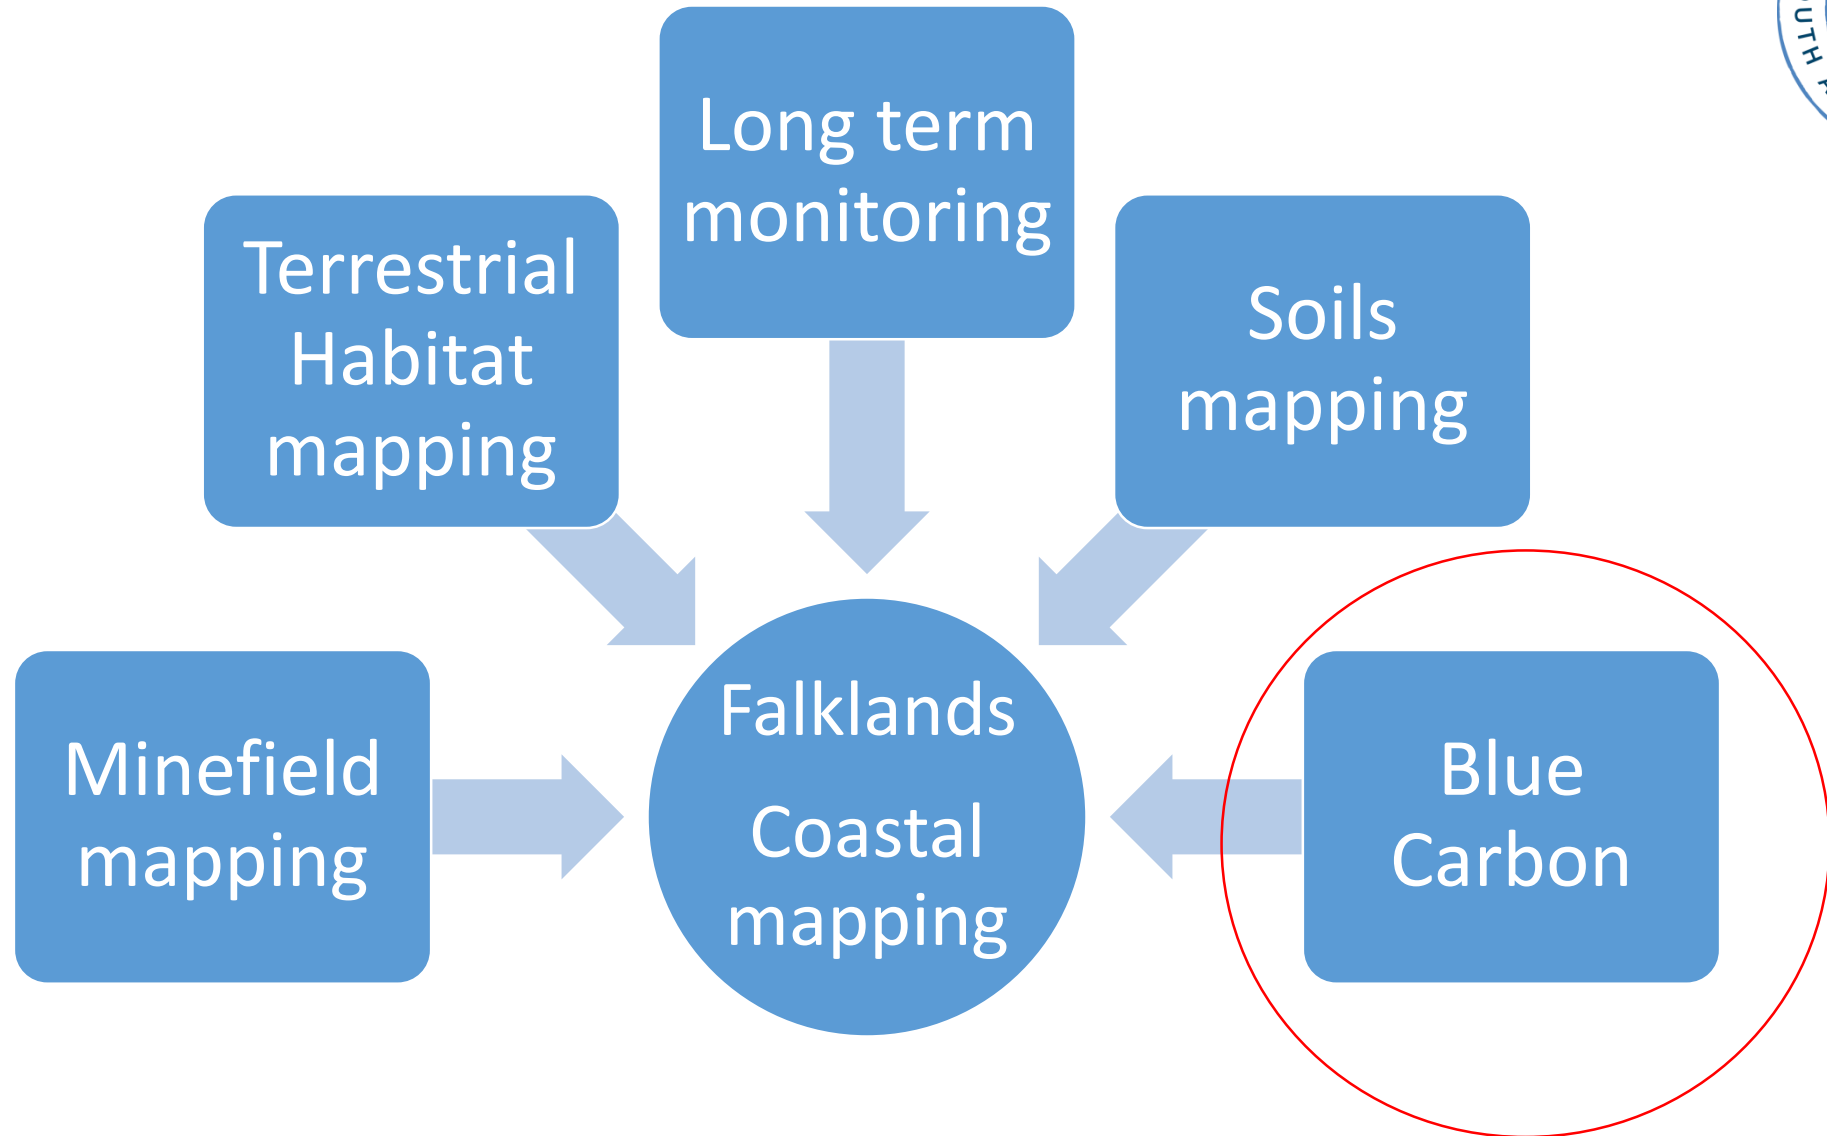 Long term
monitoring
Terrestrial
Habitat
mapping
Soils
mapping
Minefield
mapping
Falklands
Coastal
mapping
Blue
Carbon